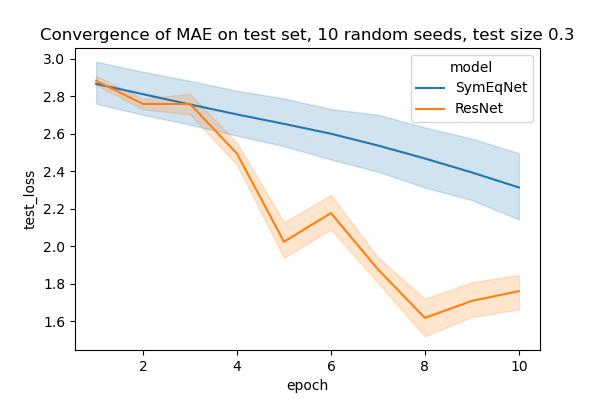 Convergence of MAE on test set, 10 random seeds, test size 0.3
3.0
2.8
2.6
2.4
2.2
2.0
1.8
1.6
test_loss
model
SymEqNet
ResNet
2
4
6
8
10
epoch